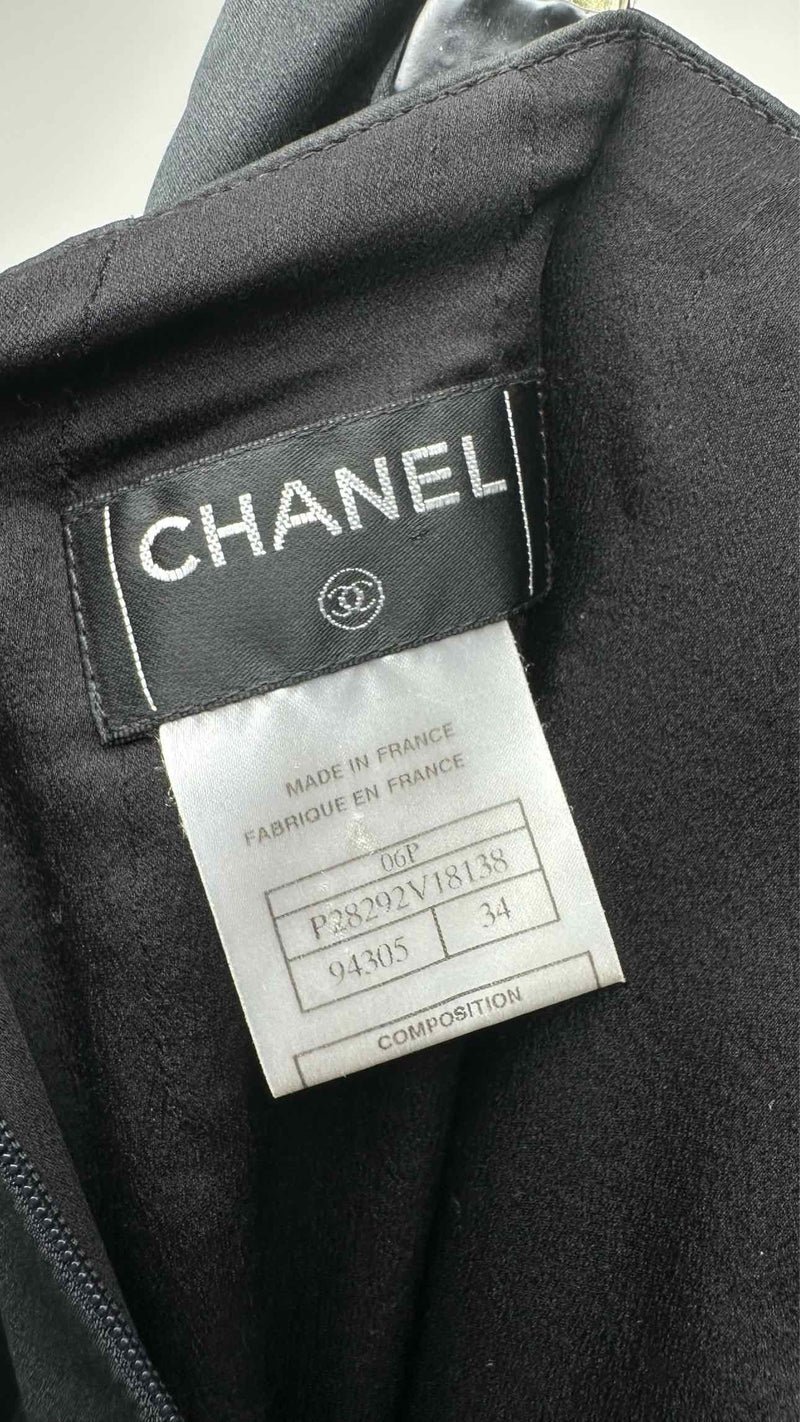 CHANEL
MADE IN FRANCE
FABRIQUE EN FRANCE
06P
P28292V18138
94305 34
COMPOSITION